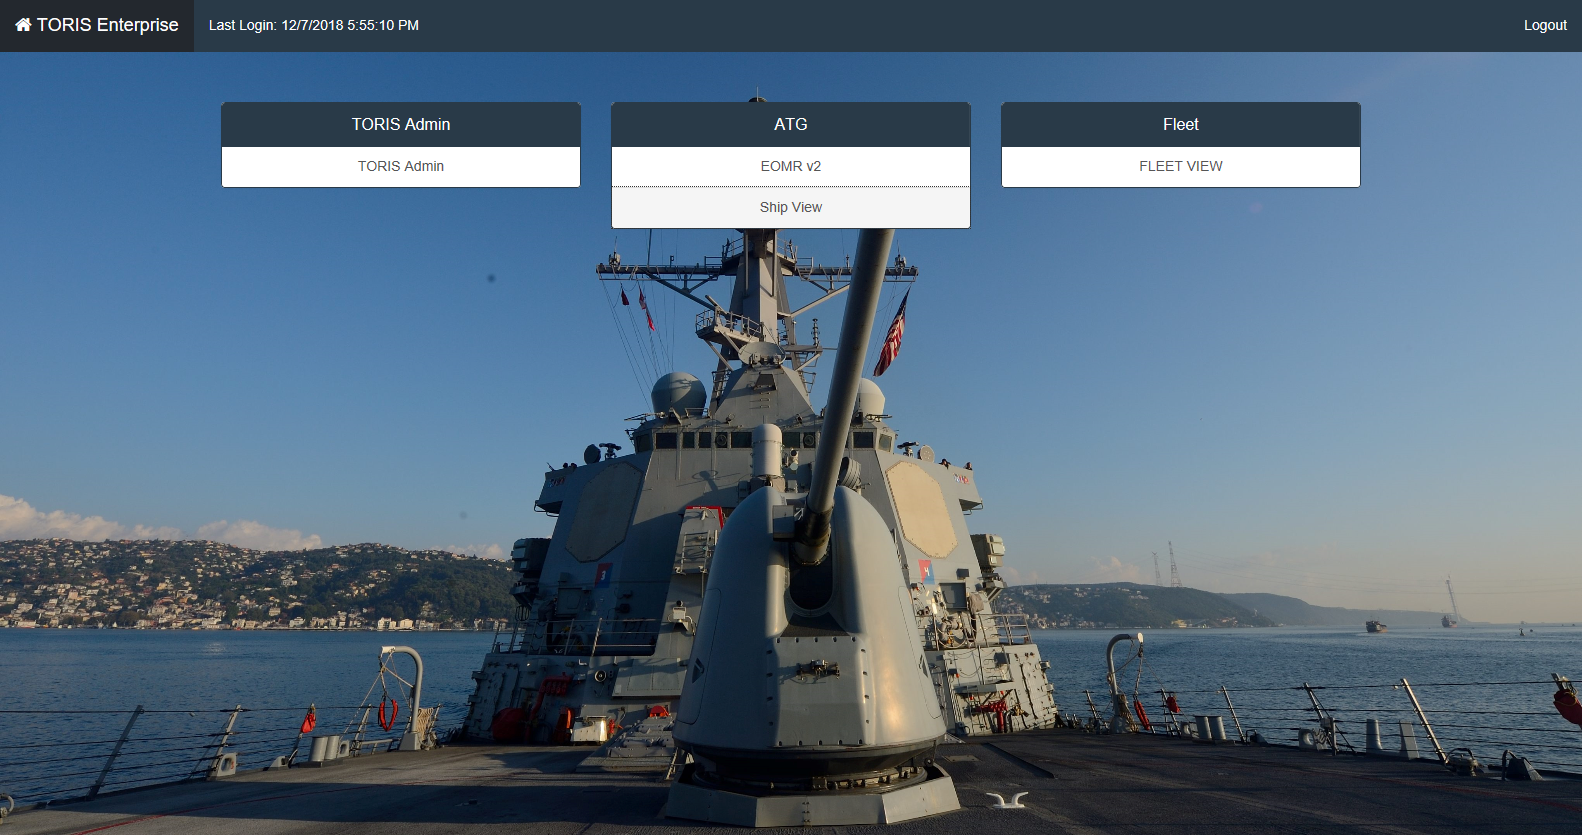 TORIS Enterprise
Last Login: 12/7/2018 5:55:10 PM
Logout
TORIS Admin
TORIS Admin
ATG
EOMR v2
Ship View
Fleet
FLEET VIEW